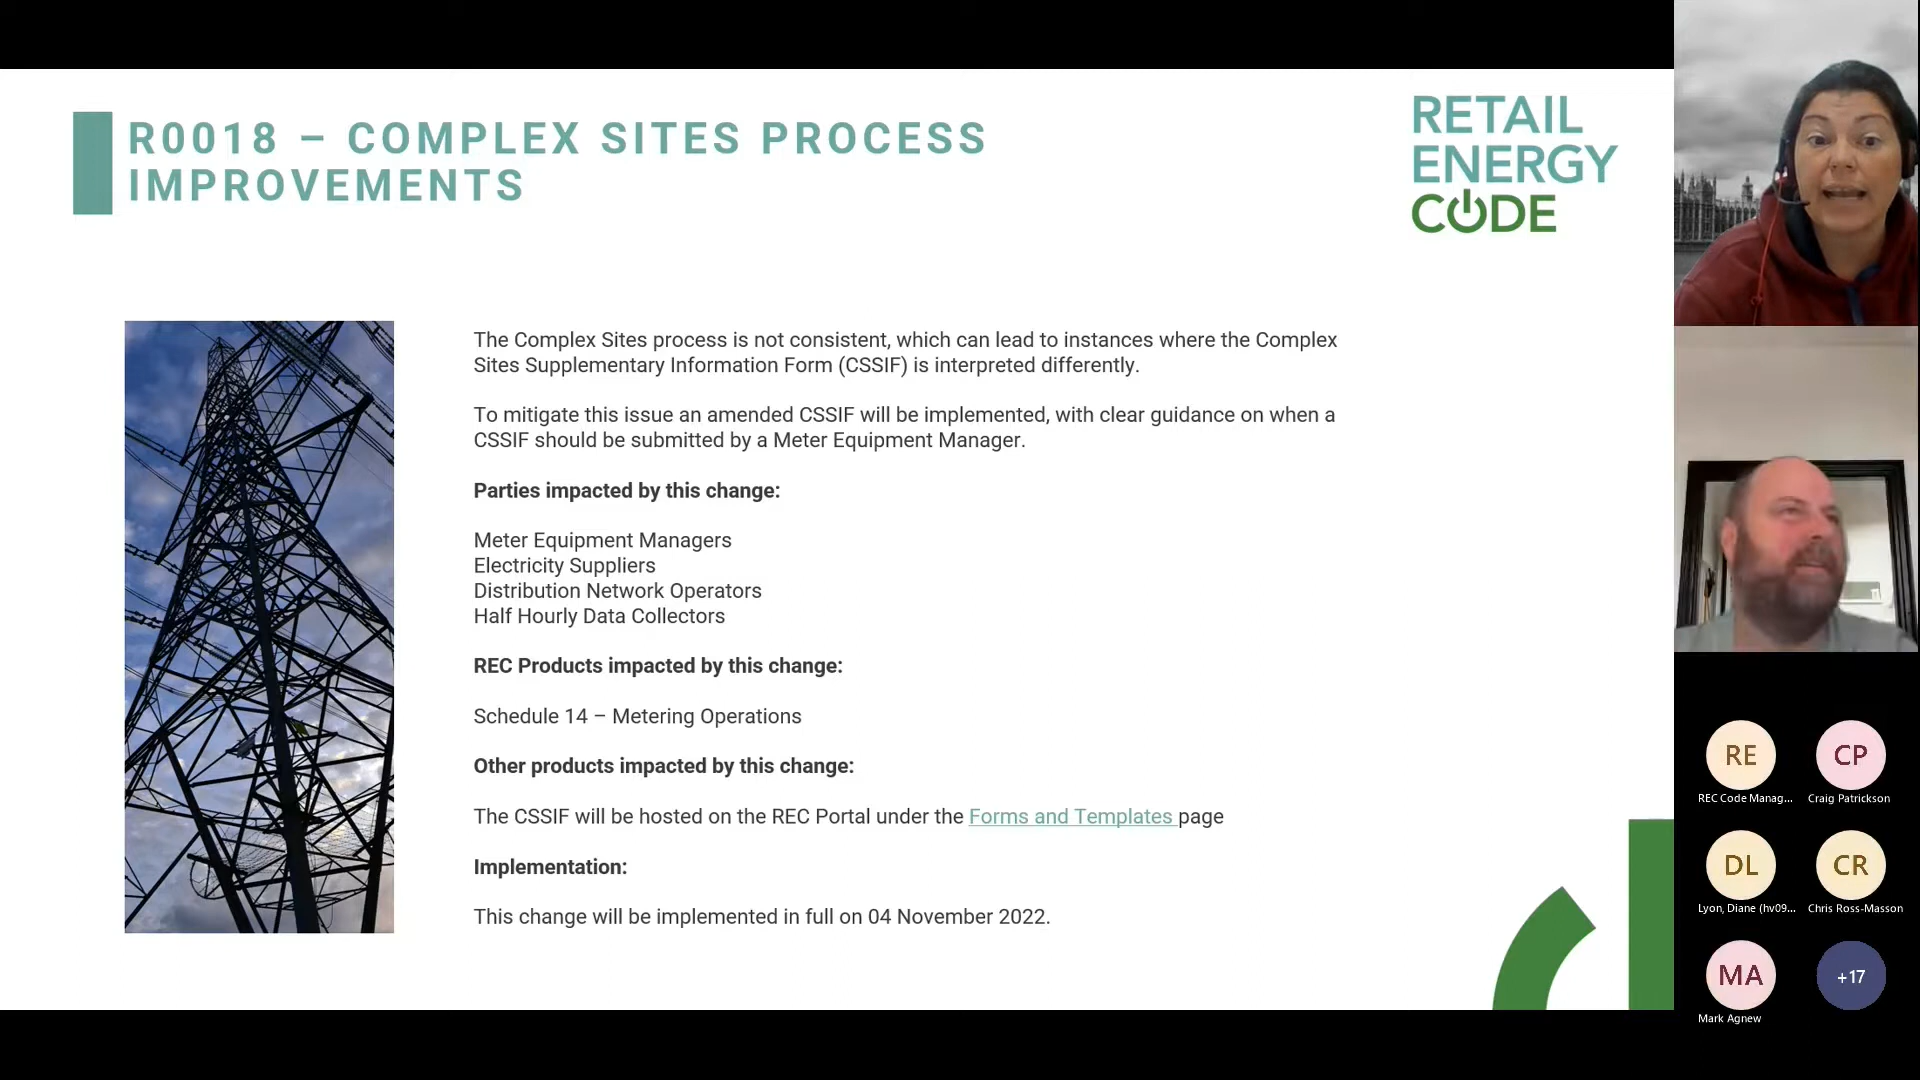 R0018 – COMPLEX SITES PROCESS
IMPROVEMENTS
RETAIL
ENERGY
CODE
The Complex Sites process is not consistent, which can lead to instances where the Complex
Sites Supplementary Information Form (CSSIF) is interpreted differently.
To mitigate this issue an amended CSSIF will be implemented, with clear guidance on when a
CSSIF should be submitted by a Meter Equipment Manager.
Parties impacted by this change:
Meter Equipment Managers
Electricity Suppliers
Distribution Network Operators
Half Hourly Data Collectors
REC Products impacted by this change:
Schedule 14 – Metering Operations
Other products impacted by this change:
The CSSIF will be hosted on the REC Portal under the Forms and Templates page
Implementation:
This change will be implemented in full on 04 November 2022.
RE
REC Code Manag...
CP
Craig Patrickson
DL
Lyon, Diane (hv09...
CR
Chris Ross-Masson
MA
Mark Agnew
+17